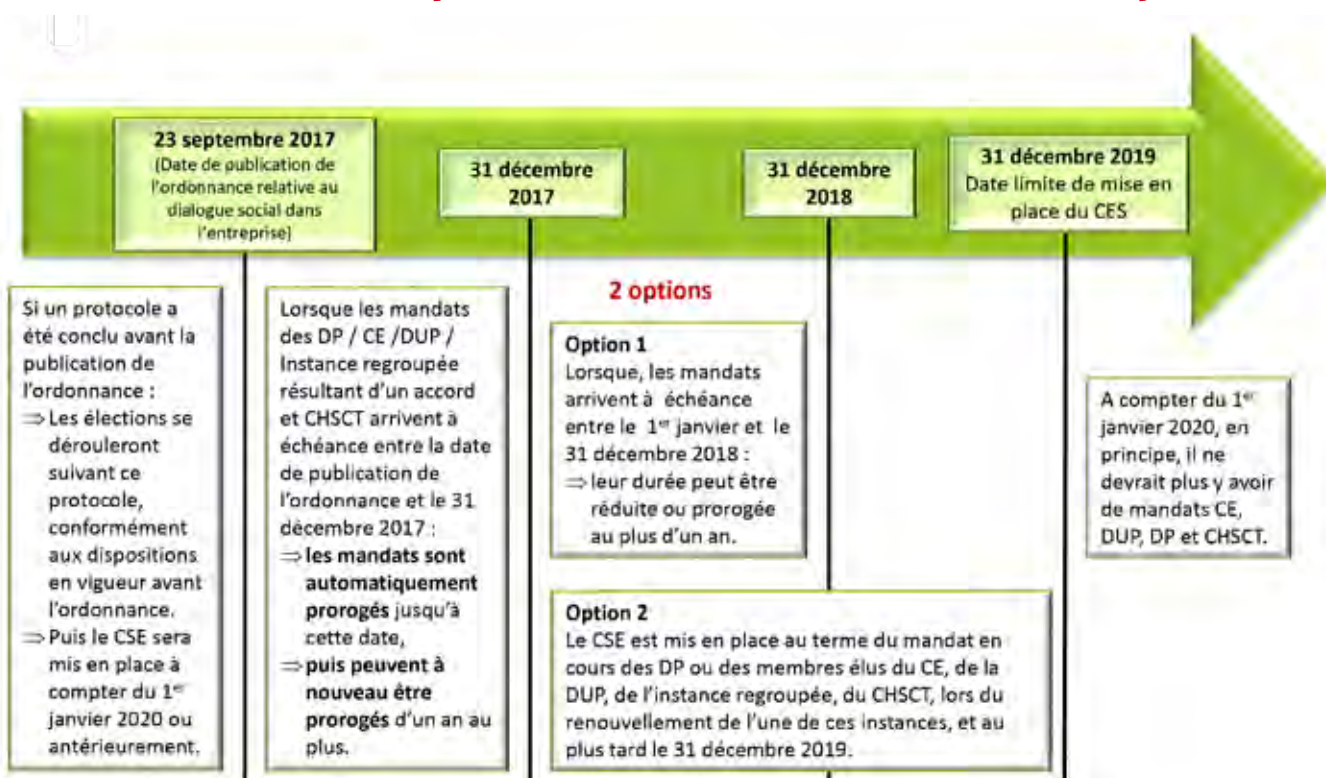 23 septembre 2017
(Date de publication de
l'ordonnance relative au
dialogue social dans
l'entreprise)
31 décembre
2017
31 décembre
2018
31 décembre 2019
Date limite de mise en
place du CES
Si un protocole a
été conclu avant la
publication de
l'ordonnance :
⇒ Les élections se
dérouleront
suivant ce
protocole,
conformément
aux dispositions
en vigueur avant
l'ordonnance.
⇒ Puis le CSE sera
mis en place à
compter du 1er
janvier 2020 ou
antérieurement.
Lorsque les mandats
des DP / CE /DUP /
Instance regroupée
résultant d'un accord
et CHSCT arrivent à
échéance entre la date
de publication de
l'ordonnance et le 31
décembre 2017 :
⇒ les mandats sont
automatiquement
prorogés jusqu'à
cette date,
⇒ puis peuvent à
nouveau être
prorogés d'un an au
plus.
2 options
Option 1
Lorsque, les mandats
arrivent à échéance
entre le 1er janvier et le
31 décembre 2018 :
⇒ leur durée peut être
réduite ou prorogée
au plus d'un an.
Option 2
Le CSE est mis en place au terme du mandat en
cours des DP ou des membres élus du CE, de la
DUP, de l'instance regroupée, du CHSCT, lors du
renouvellement de l'une de ces instances, et au
plus tard le 31 décembre 2019.
A compter du 1er
janvier 2020, en
principe, il ne
devrait plus y avoir
de mandats CE,
DUP, DP et CHSCT.